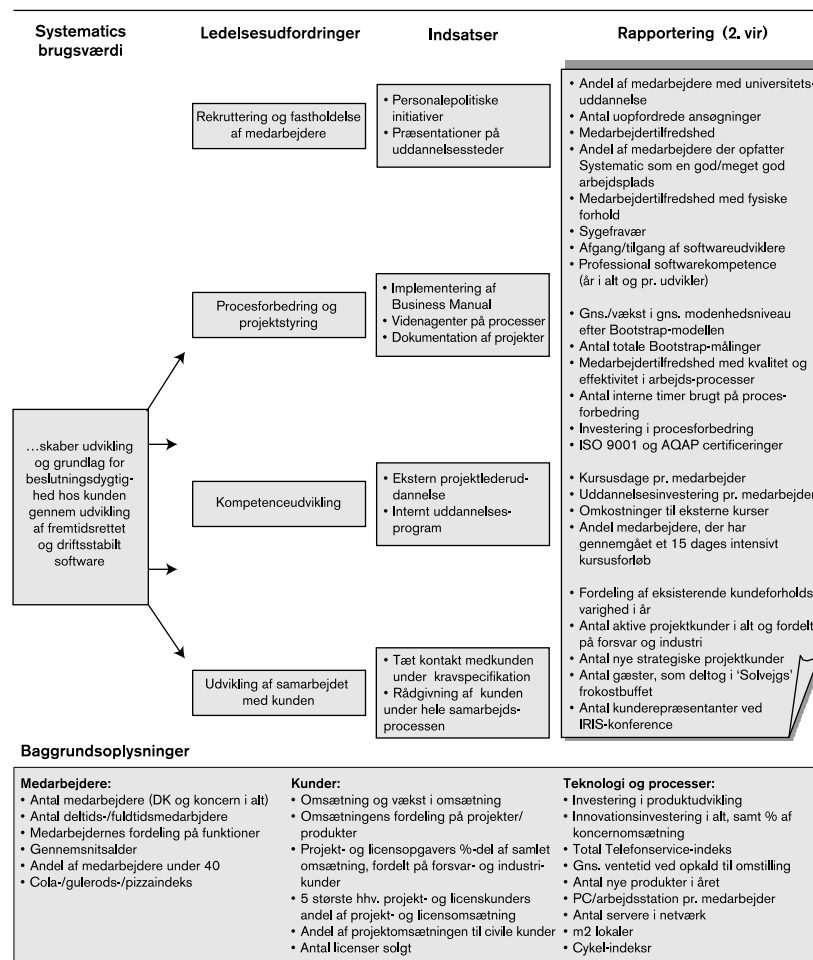 Systematics
brugsværdi
Ledelsesudfordringer
Indsatser
Rapportering (2. vir)
…skaber udvikling
og grundlag for
beslutningsdygtig-
hed hos kunden
gennem udvikling
af fremtidsrettet
og driftsstabilt
software
Rekruttering og fastholdelse
af medarbejdere
• Personalepolitiske
initiativer
• Præsentationer på
uddannelsessteder
• Andel af medarbejdere med universitets-
uddannelse
• Antal uopfordrede ansøgninger
• Medarbejdertilfredshed
• Andel af medarbejdere der opfatter
Systematic som en god/meget god
arbejdsplads
• Medarbejdertilfredshed med fysiske
forhold
• Sygefravær
• Afgang/tilgang af softwareudviklere
• Professional softwarekompetence
(år i alt og pr. udvikler)
Procesforbedring og
projektstyring
• Implementering af
Business Manual
• Videnagenter på processer
• Dokumentation af projekter
• Gns./vækst i gns. modenhedsniveau
efter Bootstrap-modellen
• Antal totale Bootstrap-målinger
• Medarbejdertilfredshed med kvalitet og
effektivitet i arbejds-processer
• Antal interne timer brugt på proces-
forbedring
• Investering i procesforbedring
• ISO 9001 og AQAP certificeringer
Kompetenceudvikling
• Ekstern projektlederud-
dannelse
• Internt uddannelses-
program
• Kursusdage pr. medarbejder
• Uddannelsesinvestering pr. medarbejder
• Omkostninger til eksterne kurser
• Andel medarbejdere, der har
gennemgået et 15 dages intensivt
kursusforløb
Udvikling af samarbejdet
med kunden
• Tæt kontakt medkunden
under kravspecifikation
• Rådgivning af kunden
under hele samarbejds-
processen
• Fordeling af eksisterende kundeforholds
varighed i år
• Antal aktive projektkunder i alt og fordelt
på forsvar og industri
• Antal nye strategiske projektkunder
• Antal gæster, som deltog i ‘Solvejgs’
frokostbuffet
• Antal kunderepræsentanter ved
IRIS-konference
Baggrundsoplysninger
Medarbejdere:
• Antal medarbejdere (DK og koncern i alt)
• Antal deltids-/fuldtidsmedarbjdere
• Medarbejdernes fordeling på funktioner
• Gennemsnitsalder
• Andel af medarbejdere under 40
• Cola-/gulerods-/pizzaindeks
Kunder:
• Omsætning og vækst i omsætning
• Omsætningens fordeling på projekter/
produkter
• Projekt- og licensopgavers %-del af samlet
omsætning, fordelt på forsvar- og industri-
kunder
• 5 største hhv. projekt- og licenskunders
andel af projekt- og licensomsætning
• Andel af projektomsætningen til civile kunder
• Antal licenser solgt
Teknologi og processer:
• Investering i produktudvikling
• Innovationsinvestering i alt, samt % af
koncernomsætning
• Total Telefonservice-indeks
• Gns. ventetid ved opkald til omstilling
• Antal nye produkter i året
• PC/arbejdsstation pr. medarbejder
• Antal servere i netværk
• m2 lokaler
• Cykel-indeksr